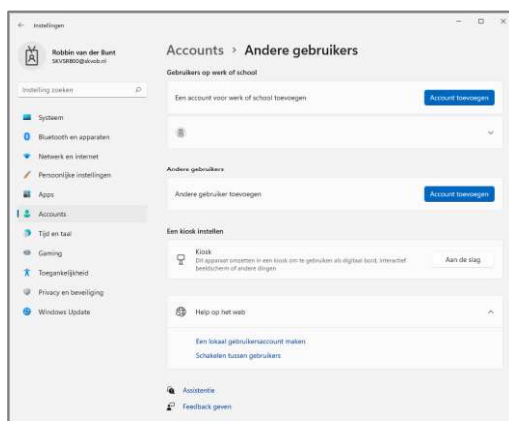 Instellingen
Robbin van der Bunt
SKVSRB00@skvob.nl
Instelling zoeken
Systeem
Bluetooth en apparaten
Netwerk en internet
Persoonlijke instellingen
Apps
Accounts
Tijd en taal
Gaming
Toegankelijkheid
Privacy en beveiliging
Windows Update
Accounts > Andere gebruikers
Gebruikers op werk of school
Een account voor werk of school toevoegen
Account toevoegen
Andere gebruikers
Andere gebruiker toevoegen
Account toevoegen
Een kiosk instellen
Kiosk
Dit apparaat omzetten in een kiosk om te gebruiken als digitaal bord, interactief
beeldscherm of andere dingen
Aan de slag
Help op het web
Een lokaal gebruikersaccount maken
Schakelen tussen gebruikers
Assistentie
Feedback geven